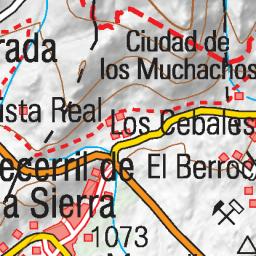 Ciudad de
los Muchachos
rada
ista Real
Los Cebales
ecerril de
El Berroc
a Sierra
1073